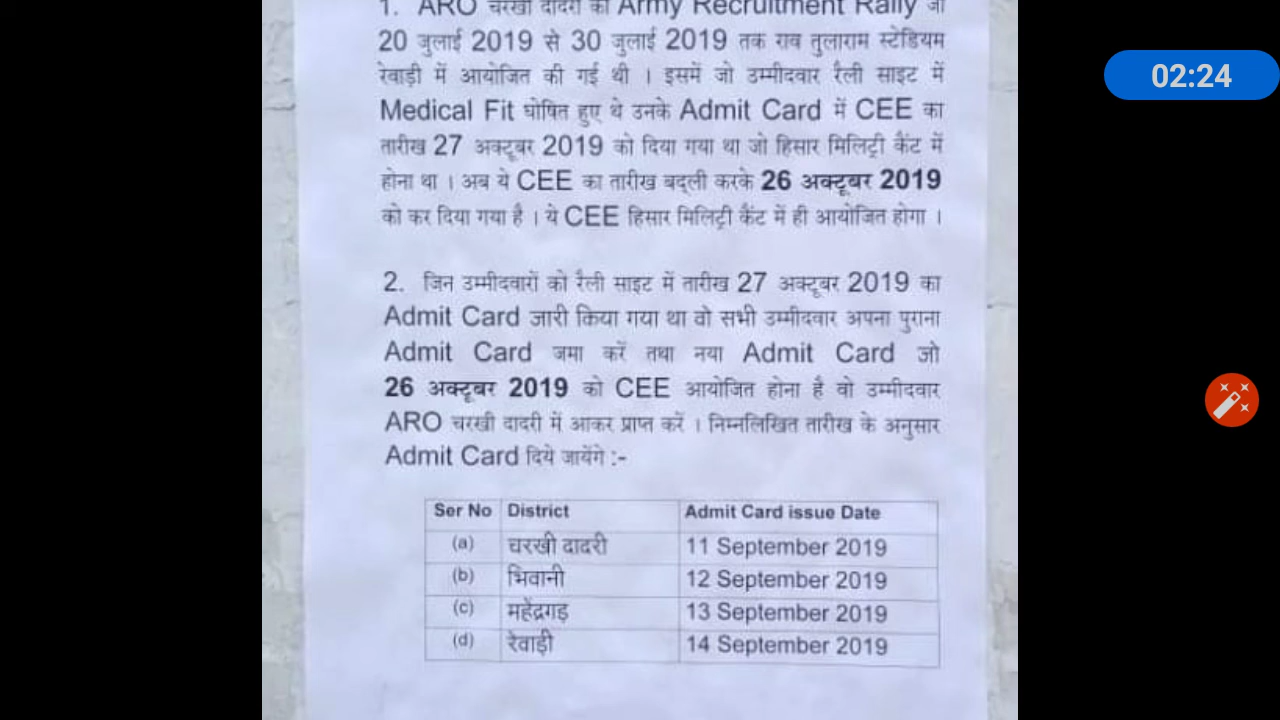 1. ARO चरखी दादरी की Army Recruitment Rally जो
20 जुलाई 2019 से 30 जुलाई 2019 तक राव तुलाराम स्टेडियम
रेवाड़ी में आयोजित की गई थी । इसमें जो उम्मीदवार रैली साइट में
Medical Fit घोषित हुए थे उनके Admit Card में CEE का
तारीख 27 अक्टूबर 2019 को दिया गया था जो हिसार मिलिट्री कैंट में
होना था । अब ये CEE का तारीख बद्ली करके 26 अक्टूबर 2019
को कर दिया गया है । ये CEE हिसार मिलिट्री कैंट में ही आयोजित होगा ।
2. जिन उम्मीदवारों को रैली साइट में तारीख 27 अक्टूबर 2019 का
Admit Card जारी किया गया था वो सभी उम्मीदवार अपना पुराना
Admit Card जमा करें तथा नया Admit Card जो
26 अक्टूबर 2019 को CEE आयोजित होना है वो उम्मीदवार
ARO चरखी दादरी में आकर प्राप्त करें । निम्नलिखित तारीख के अनुसार
Admit Card दिये जायेंगे :-
Ser No District Admit Card issue Date
(a) चरखी दादरी 11 September 2019
(b) भिवानी 12 September 2019
(c) महेंद्रगड़ 13 September 2019
(d) रेवाड़ी 14 September 2019
02:24